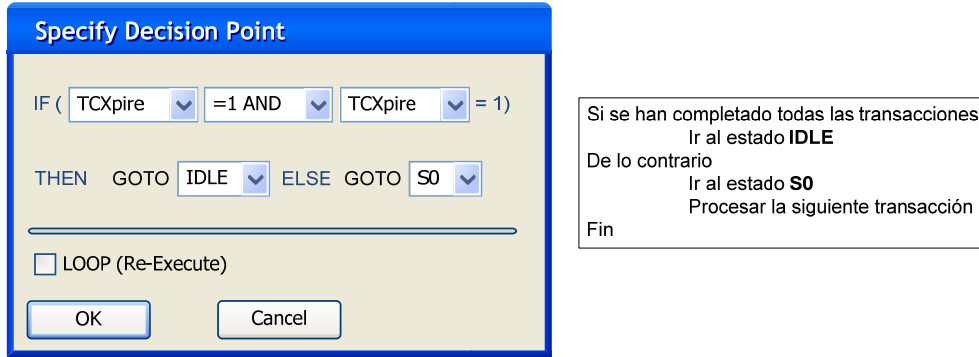 Specify Decision Point
IF ( TCXpire =1 AND TCXpire = 1)
THEN GOTO IDLE ELSE GOTO S0
LOOP (Re-Execute)
OK Cancel
Si se han completado todas las transacciones
Ir al estado IDLE
De lo contrario
Ir al estado S0
Procesar la siguiente transacción
Fin